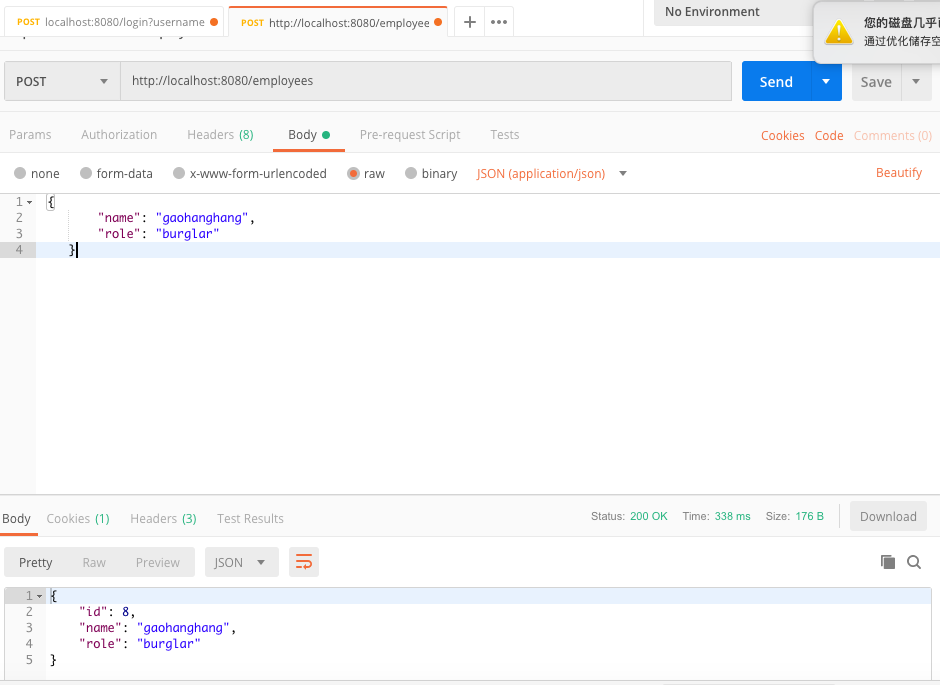 POST localhost:8080/login?username
POST http://localhost:8080/employee
No Environment
您的磁盘几乎
通过优化储存空
POST
http://localhost:8080/employees
Send
Save
Params Authorization Headers (8) Body Pre-request Script Tests
Cookies Code Comments (0)
none form-data x-www-form-urlencoded raw binary JSON (application/json)
Beautify
1 {
2 "name": "gaohanghang",
3 "role": "burglar"
4 }
Body Cookies (1) Headers (3) Test Results
Status: 200 OK Time: 338 ms Size: 176 B
Download
Pretty Raw Preview JSON
1 {
2 "id": 8,
3 "name": "gaohanghang",
4 "role": "burglar"
5 }